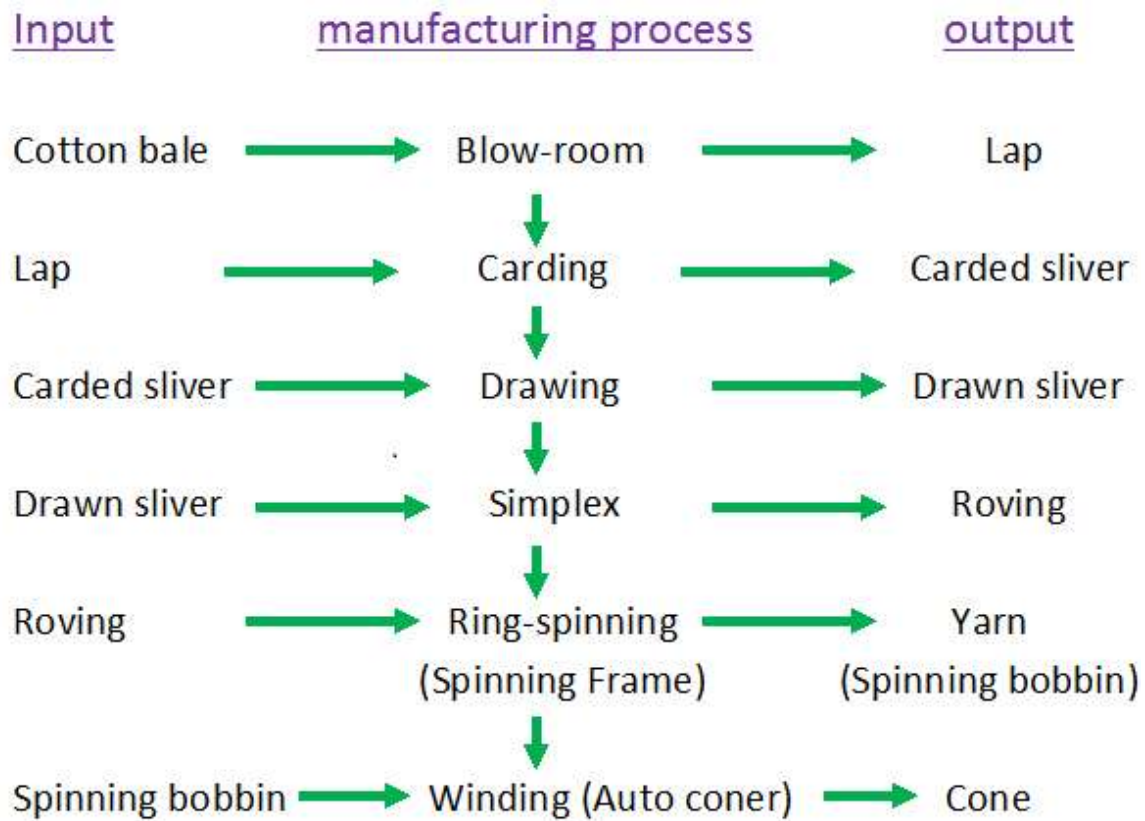 Input manufacturing process output
Cotton bale Blow-room Lap
Lap Carding Carded sliver
Carded sliver Drawing Drawn sliver
Drawn sliver Simplex Roving
Roving Ring-spinning Yarn
(Spinning Frame) (Spinning bobbin)
Spinning bobbin Winding (Auto coner) Cone